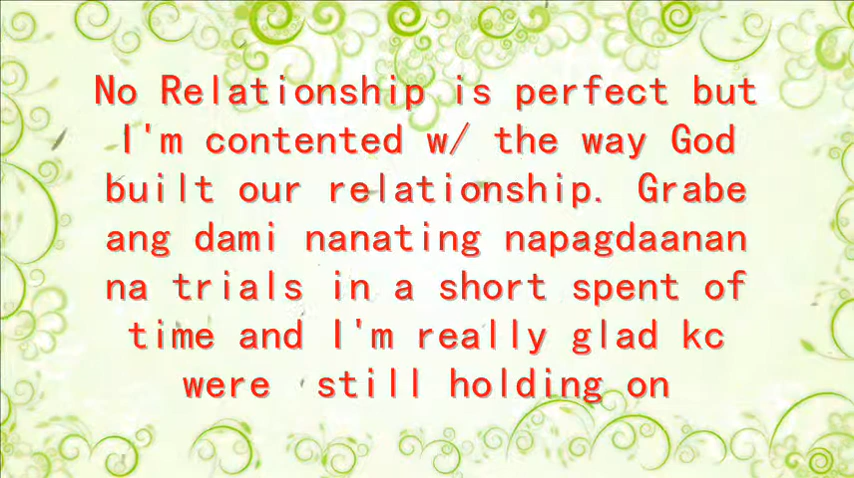 No Relationship is perfect but
I'm contented w/ the way God
built our relationship. Grabe
ang dami nanating napagdaanan
na trials in a short spent of
time and I'm really glad kc
were still holding on